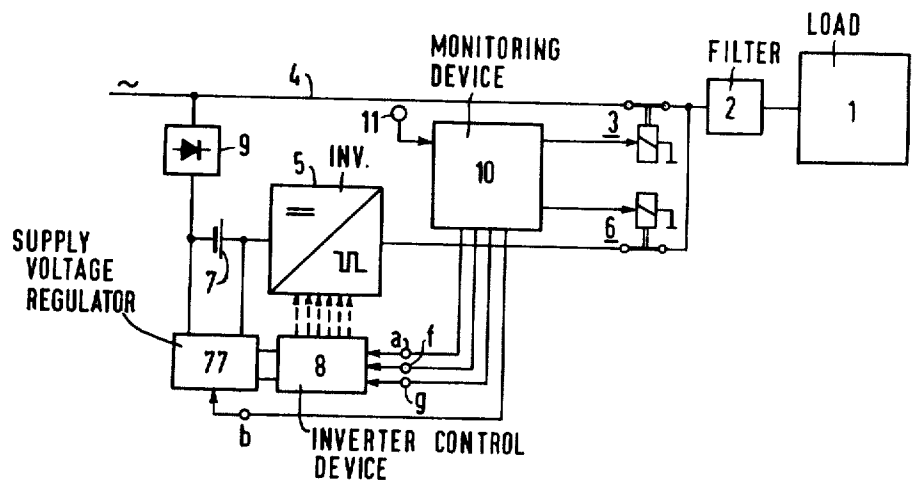 LOAD
FILTER
MONITORING
DEVICE
~
4
11
3
2
1
9
5
INV.
10
6
SUPPLY
VOLTAGE
REGULATOR
7
77
8
a
f
g
b
INVERTER CONTROL
DEVICE